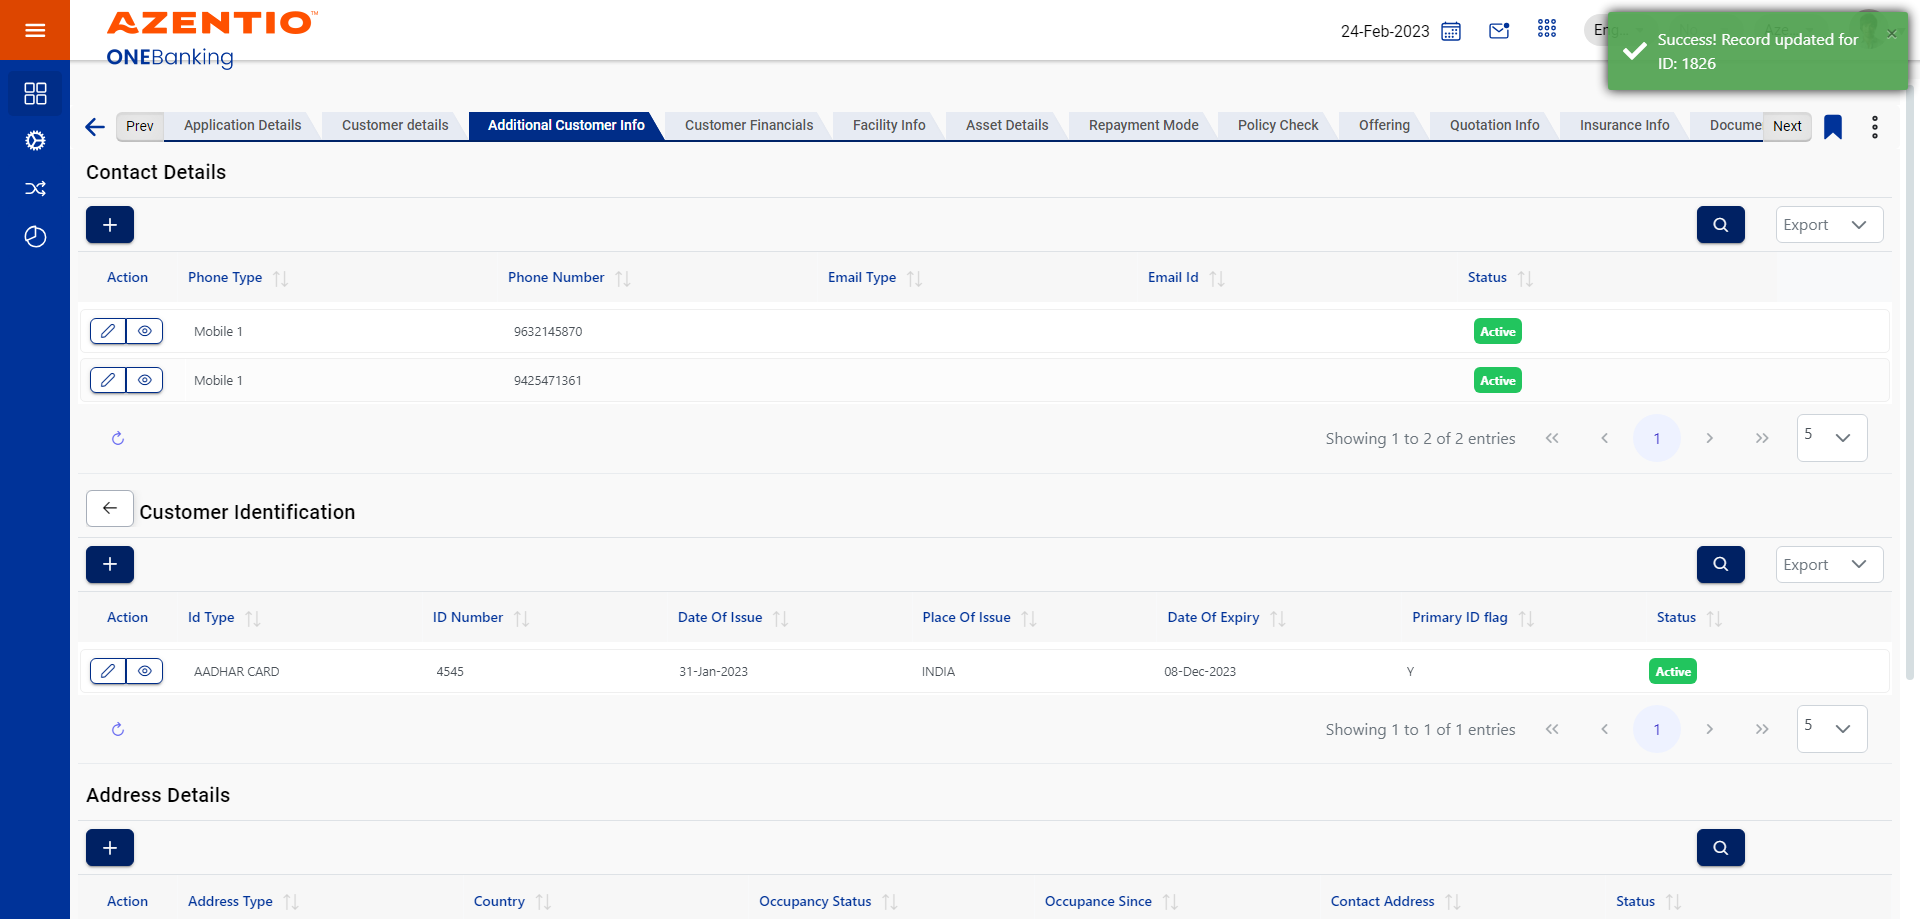 AZENTIO™
ONEBanking
24-Feb-2023
Success! Record updated for
ID: 1826
Prev
Application Details
Customer details
Additional Customer Info
Customer Financials
Facility Info
Asset Details
Repayment Mode
Policy Check
Offering
Quotation Info
Insurance Info
Docume
Next
Contact Details
Export
Action Phone Type Phone Number Email Type Email Id Status
Mobile 1 9632145870 Active
Mobile 1 9425471361 Active
Showing 1 to 2 of 2 entries 1 5
Customer Identification
Export
Action Id Type ID Number Date Of Issue Place Of Issue Date Of Expiry Primary ID flag Status
AADHAR CARD 4545 31-Jan-2023 INDIA 08-Dec-2023 Y Active
Showing 1 to 1 of 1 entries 1 5
Address Details
Action Address Type Country Occupancy Status Occupance Since Contact Address Status